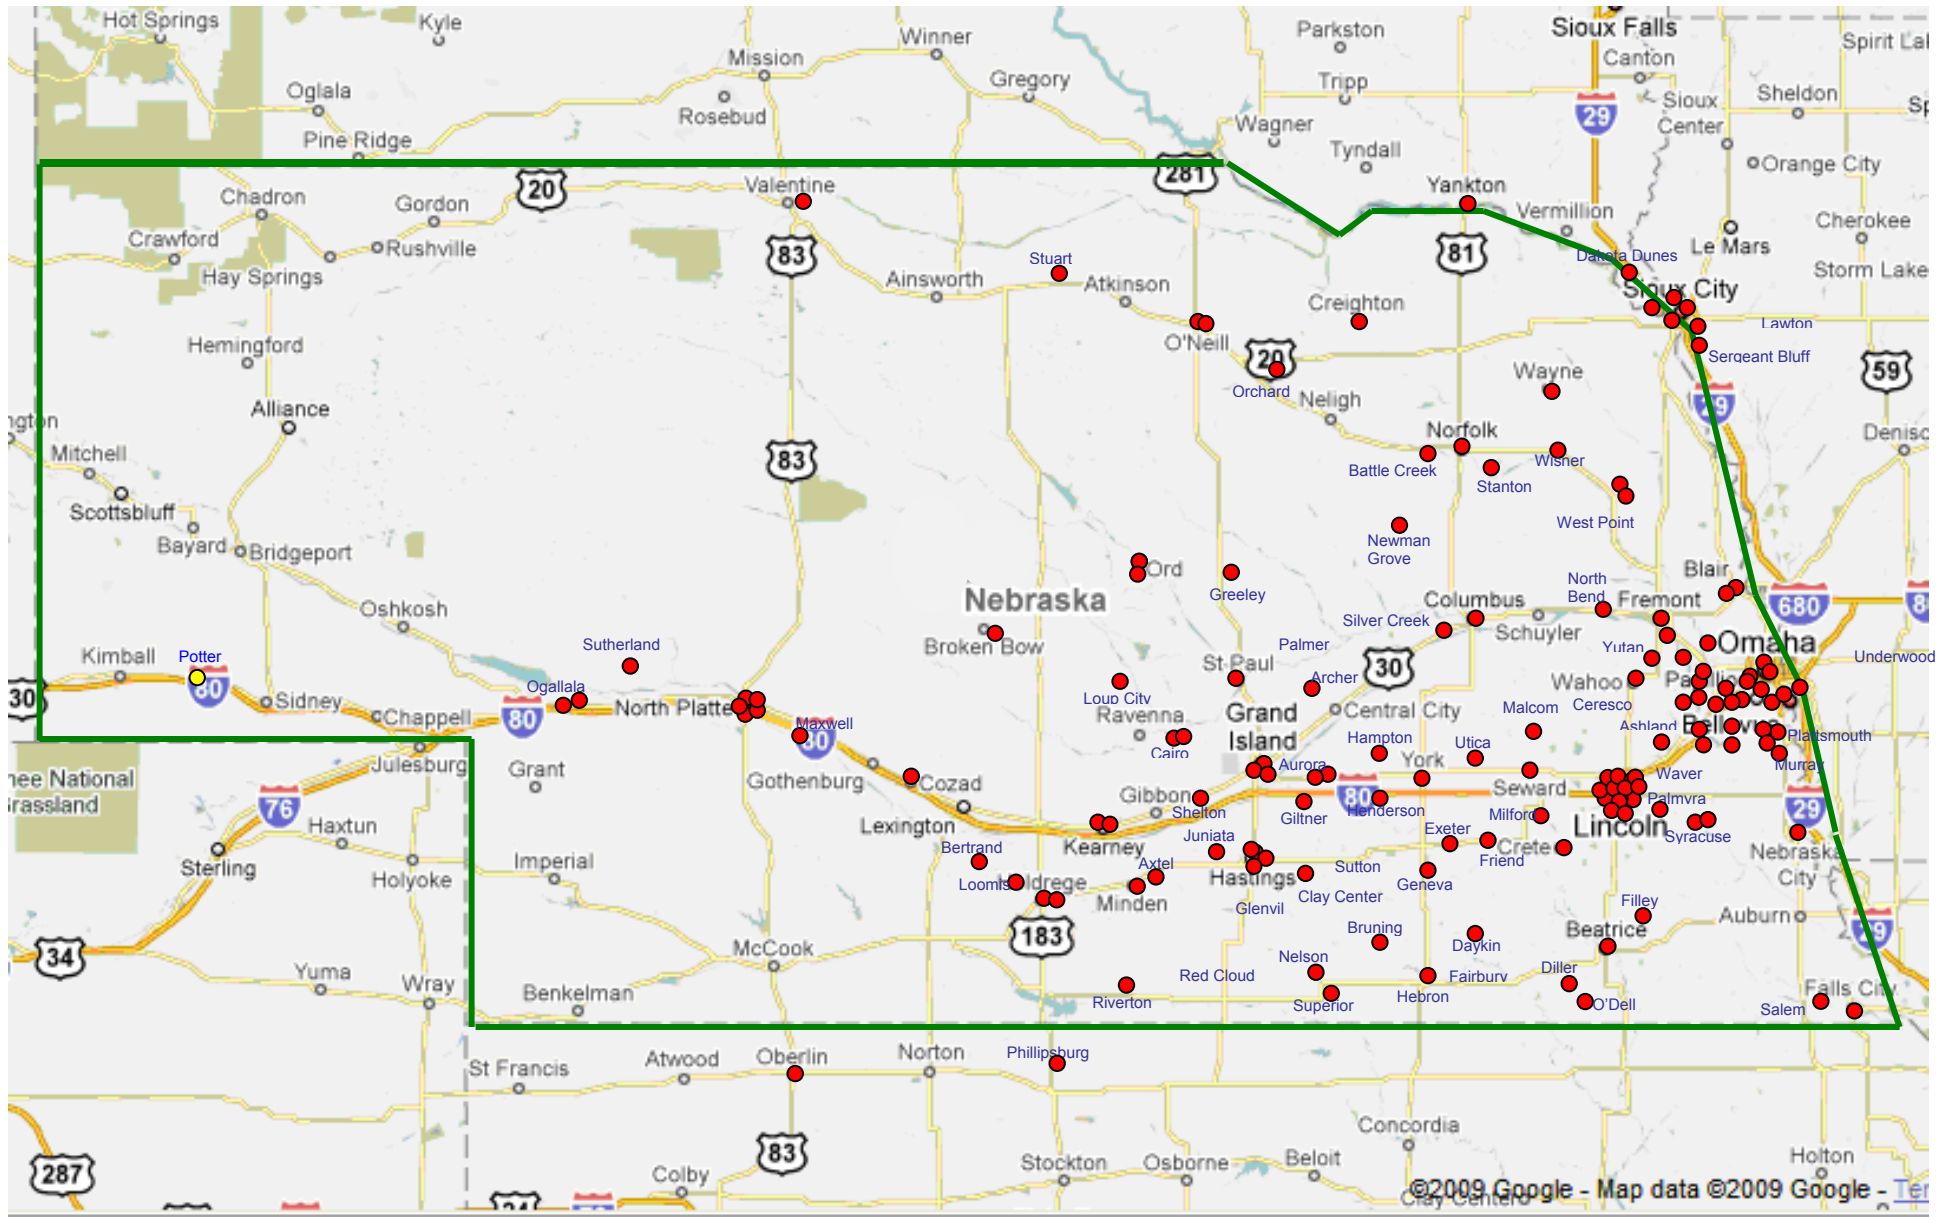 Hot Springs
Kyle
Winner
Parkston
Sioux Falls
Spirit
Mission
Gregory
Tripp
Canton
Oglala
Rosebud
Wagner
29
Sioux
Center
Sheldon
Pine Ridge
Tyndall
Orange City
281
20
Valentine
Yankton
Chadron
Gordon
Vermillion
Cherokee
Crawford
Rushville
83
81
Le Mars
Hay Springs
Stuart
Dakota Dunes
Storm Lake
Ainsworth
Atkinson
Creighton
Sioux City
Lawton
Hemingford
O'Neill
20
Sergeant Bluff
Orchard
Wayne
59
Alliance
Neligh
29
Mitchell
83
Norfolk
Battle Creek
Wisner
Stanton
Scottsbluff
West Point
Bayard
Bridgeport
Newman
Grove
Ord
Blair
Nebraska
Greeley
North
Bend
680
Oshkosh
Columbus
Fremont
Silver Creek
Schuyler
Sutherland
Broken Bow
Palmer
Yutan
Omaha
Kimball
Potter
St Paul
30
Underwood
30
80
Ogallala
Loup City
Archer
Wahoo
Sidney
Chappell
80
North Platte
Ravenna
Grand
Island
Central City
Ceresco
Malcom
Ashland
Bellevue
Maxwell
80
Cairo
Hampton
Utica
Plattsmouth
Julesburg
Grant
Gothenburg
Cozad
Aurora
York
Waver
Murray
76
Gibbon
80
Seward
Palmyra
29
Haxtun
Lexington
Shelton
Giltner
Henderson
Milford
Lincoln
Syracuse
Sterling
Holyoke
Imperial
Bertrand
Kearney
Juniata
Exeter
Friend
Crete
Nebraska
City
Loomis
Holdrege
Axtel
Hastings
Sutton
Geneva
Minden
Glenvil
Clay Center
Filley
Auburn
34
McCook
183
Bruning
Daykin
Beatrice
29
Yuma
Wray
Benkelman
Riverton
Red Cloud
Nelson
Superior
Hebron
Fairbury
Diller
O'Dell
Salem
Falls City
St Francis
Atwood
Oberlin
Norton
Phillipsburg
287
83
Colby
Stockton
Osborne
Beloit
Concordia
Holton
Clay Center
©2009 Google - Map data ©2009 Google -